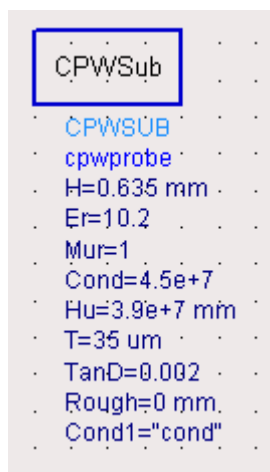 CPWSub
CPWSUB
cpwprobe
H=0.635 mm
Er=10.2
Mur=1
Cond=4.5e+7
Hu=3.9e+7 mm
T=35 um
TanD=0.002
Rough=0 mm
Cond1="cond"